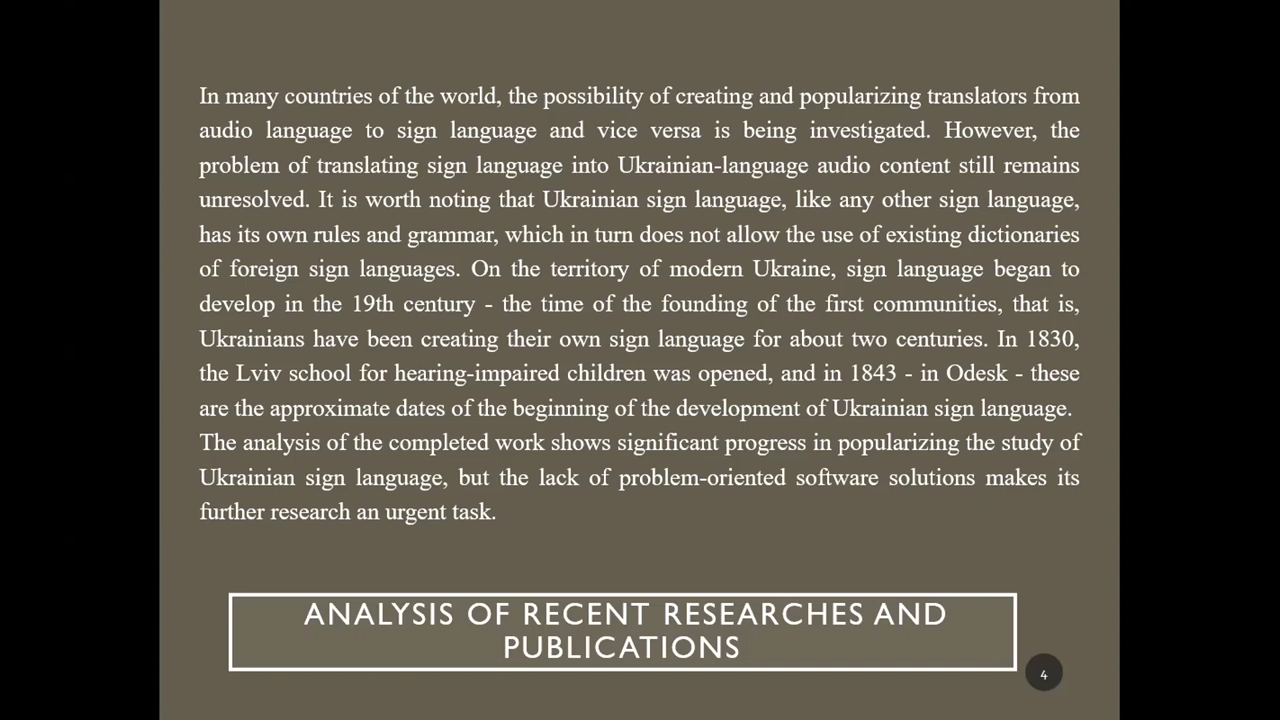 In many countries of the world, the possibility of creating and popularizing translators from
audio language to sign language and vice versa is being investigated. However, the
problem of translating sign language into Ukrainian-language audio content still remains
unresolved. It is worth noting that Ukrainian sign language, like any other sign language,
has its own rules and grammar, which in turn does not allow the use of existing dictionaries
of foreign sign languages. On the territory of modern Ukraine, sign language began to
develop in the 19th century - the time of the founding of the first communities, that is,
Ukrainians have been creating their own sign language for about two centuries. In 1830,
the Lviv school for hearing-impaired children was opened, and in 1843 - in Odesk - these
are the approximate dates of the beginning of the development of Ukrainian sign language.
The analysis of the completed work shows significant progress in popularizing the study of
Ukrainian sign language, but the lack of problem-oriented software solutions makes its
further research an urgent task.
ANALYSIS OF RECENT RESEARCHES AND
PUBLICATIONS
4